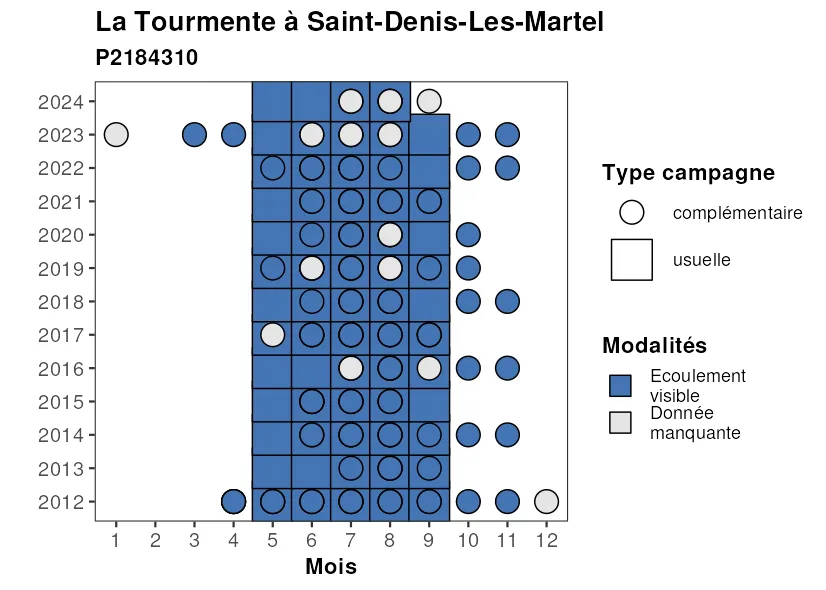 La Tourmente à Saint-Denis-Les-Martel
P2184310
2024
2023
2022
2021
2020
2019
2018
2017
2016
2015
2014
2013
2012
1 2 3 4 5 6 7 8 9 10 11 12
Mois
Type campagne
complémentaire
usuelle
Modalités
Ecoulement
visible
Donnée
manquante